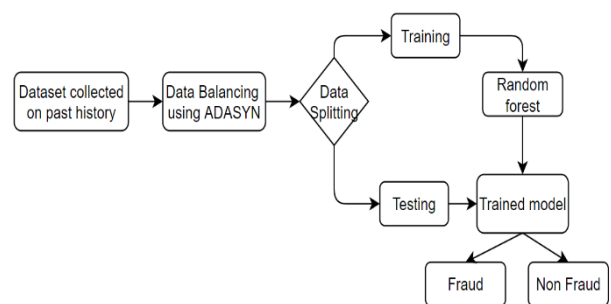 Training
Dataset collected
on past history
Data Balancing
using ADASYN
Data
Splitting
Random
forest
Testing
Trained model
Fraud
Non Fraud